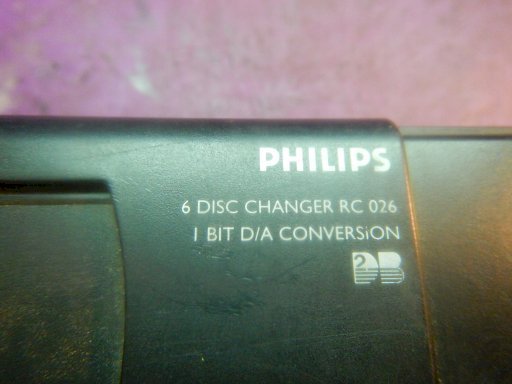 PHILIPS
6 DISC CHANGER RC 026
1 BIT D/A CONVERSiON